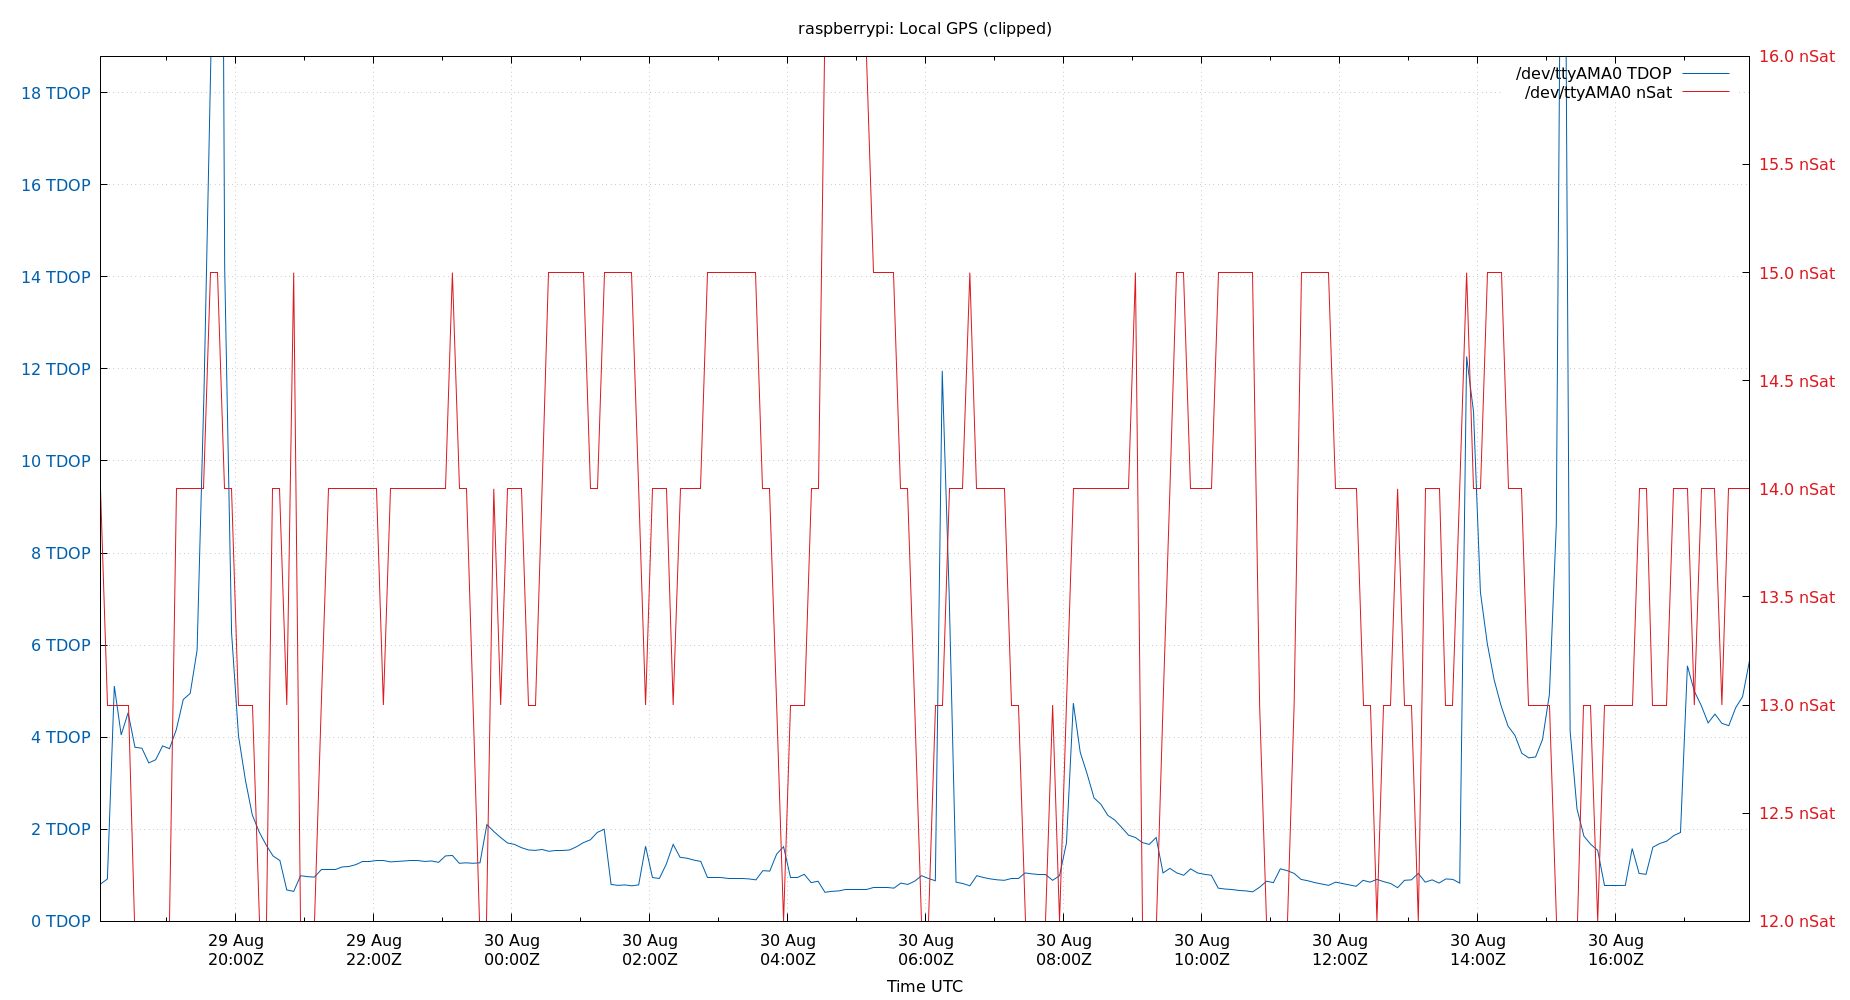 raspberrypi: Local GPS (clipped)
/dev/ttyAMA0 TDOP
/dev/ttyAMA0 nSat
18 TDOP
16 TDOP
14 TDOP
12 TDOP
10 TDOP
8 TDOP
6 TDOP
4 TDOP
2 TDOP
0 TDOP
16.0 nSat
15.5 nSat
15.0 nSat
14.5 nSat
14.0 nSat
13.5 nSat
13.0 nSat
12.5 nSat
12.0 nSat
29 Aug
20:00Z
29 Aug
22:00Z
30 Aug
00:00Z
30 Aug
02:00Z
30 Aug
04:00Z
30 Aug
06:00Z
30 Aug
08:00Z
30 Aug
10:00Z
30 Aug
12:00Z
30 Aug
14:00Z
30 Aug
16:00Z
Time UTC